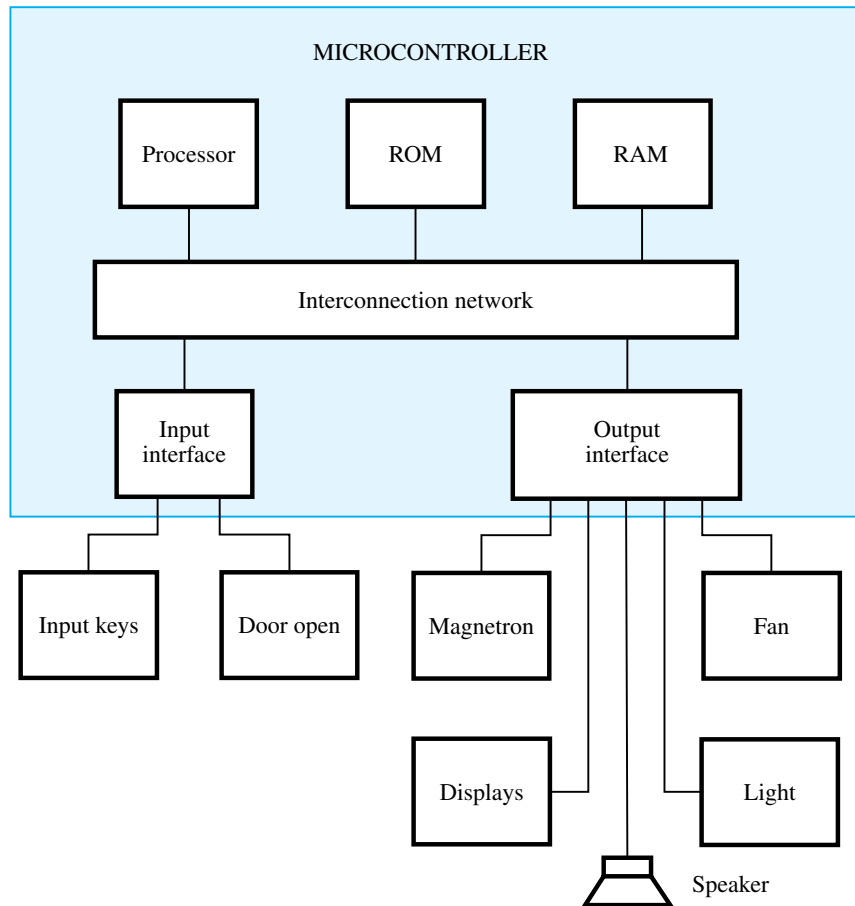 MICROCONTROLLER
Processor
ROM
RAM
Interconnection network
Input
interface
Output
interface
Input keys
Door open
Magnetron
Fan
Displays
Light
Speaker